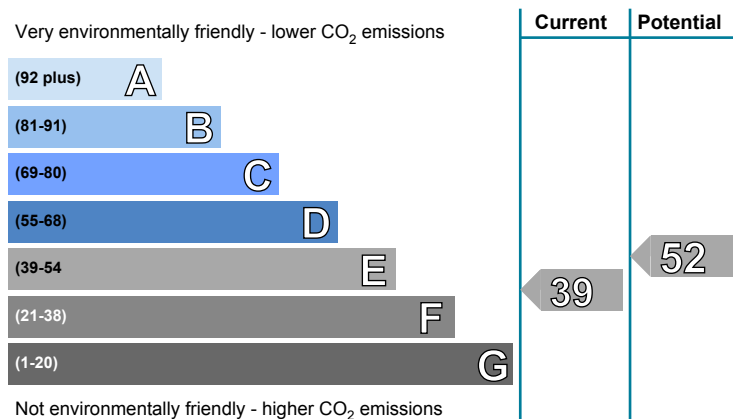 Very environmentally friendly - lower CO₂ emissions
Current
Potential
(92 plus) A
(81-91) B
(69-80) C
(55-68) D
(39-54 E
(21-38) F
(1-20) G
39
52
Not environmentally friendly - higher CO₂ emissions